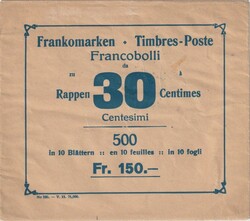 Frankomarken · Timbres-Poste
Francobolli
da
zu 30 à
Rappen Centimes
Centesimi
500
in 10 Blättern :: en 10 feuilles :: in 10 fogli
Fr. 150.—